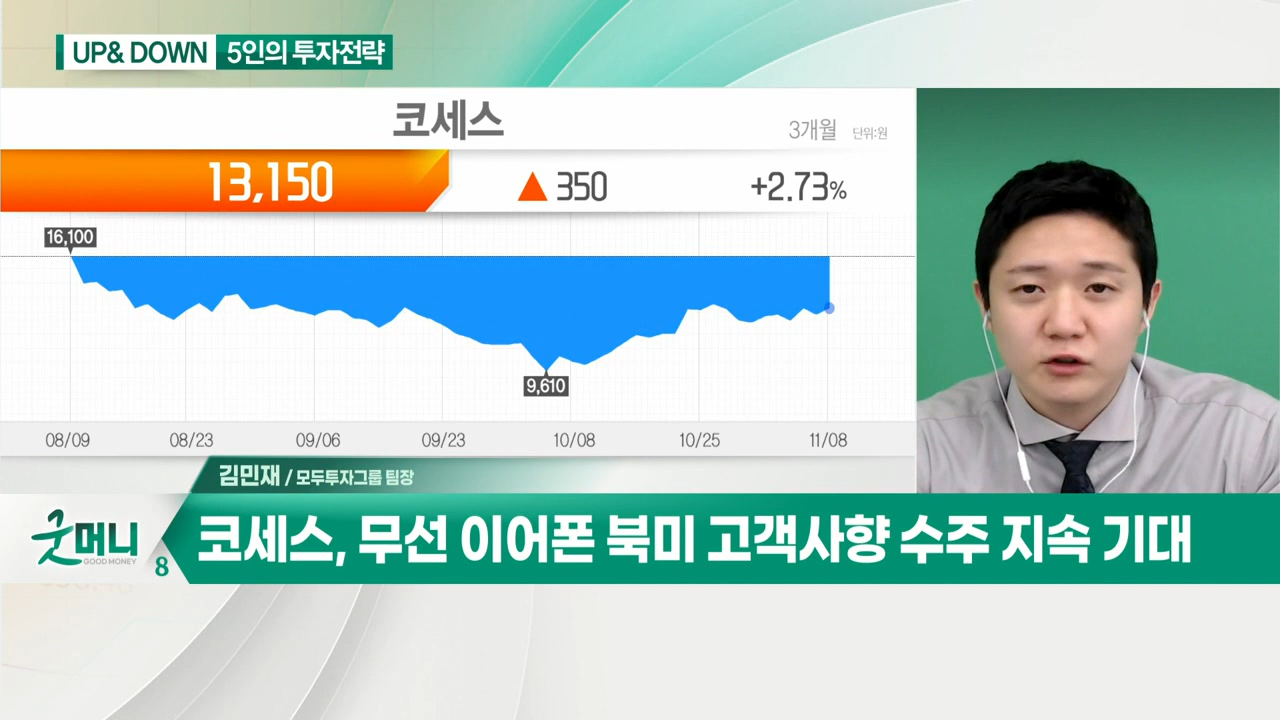 UP& DOWN 5인의 투자전략
코세스
3개월 단위:원
13,150 ▲350 +2.73%
16,100
9,610
08/09 08/23 09/06 09/23 10/08 10/25 11/08
김민재 / 모두투자그룹 팀장
굿머니
GOOD MONEY
8
코세스, 무선 이어폰 북미 고객사향 수주 지속 기대